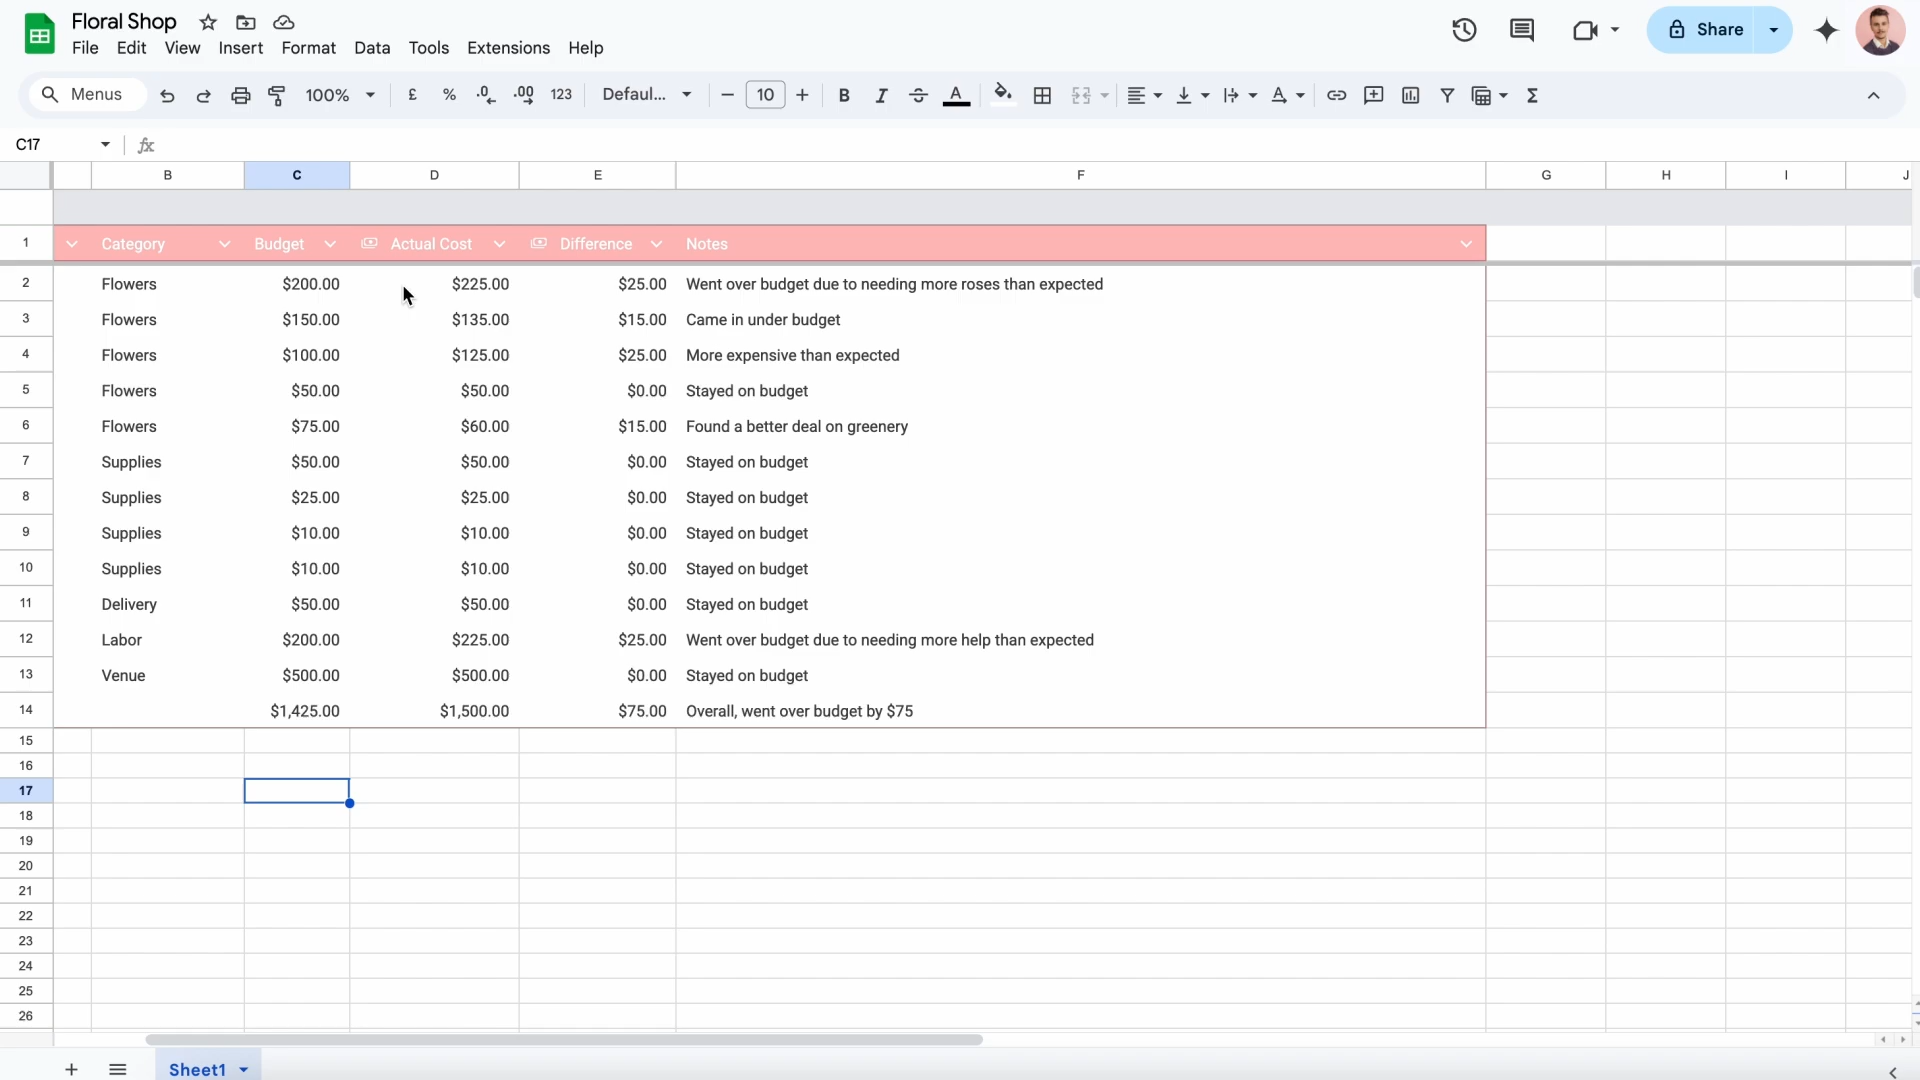 Floral Shop
File Edit View Insert Format Data Tools Extensions Help
Share
Menus 100% £ % .0 .00 123 Defaul... 10 B I S A Σ
C17 fx
B C D E F G H I J
1 Category Budget Actual Cost Difference Notes
2 Flowers $200.00 $225.00 $25.00 Went over budget due to needing more roses than expected
3 Flowers $150.00 $135.00 $15.00 Came in under budget
4 Flowers $100.00 $125.00 $25.00 More expensive than expected
5 Flowers $50.00 $50.00 $0.00 Stayed on budget
6 Flowers $75.00 $60.00 $15.00 Found a better deal on greenery
7 Supplies $50.00 $50.00 $0.00 Stayed on budget
8 Supplies $25.00 $25.00 $0.00 Stayed on budget
9 Supplies $10.00 $10.00 $0.00 Stayed on budget
10 Supplies $10.00 $10.00 $0.00 Stayed on budget
11 Delivery $50.00 $50.00 $0.00 Stayed on budget
12 Labor $200.00 $225.00 $25.00 Went over budget due to needing more help than expected
13 Venue $500.00 $500.00 $0.00 Stayed on budget
14 $1,425.00 $1,500.00 $75.00 Overall, went over budget by $75
15
16
17
18
19
20
21
22
23
24
25
26
Sheet1